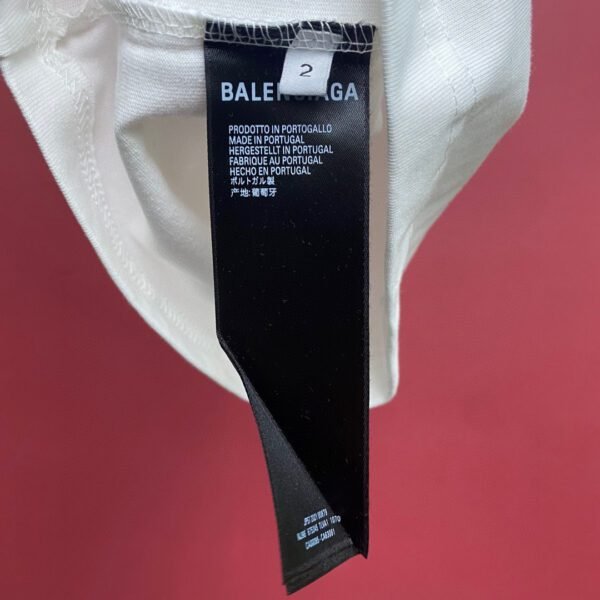 2
BALENCIAGA
PRODOTTO IN PORTOGALLO
MADE IN PORTUGAL
HERGESTELLT IN PORTUGAL
FABRIQUE AU PORTUGAL
HECHO EN PORTUGAL
ポルトガル製
产地:葡萄牙